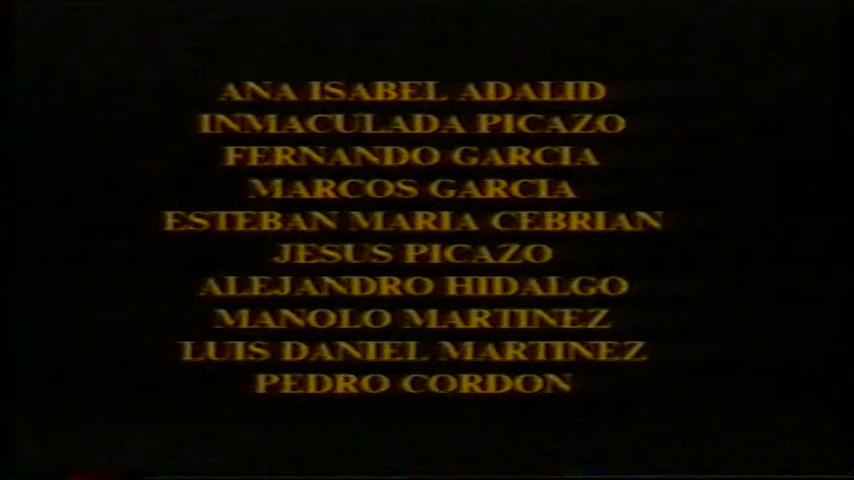 ANA ISABEL ADALID
INMACULADA PICAZO
FERNANDO GARCIA
MARCOS GARCIA
ESTEBAN MARIA CEBRIAN
JESUS PICAZO
ALEJANDRO HIDALGO
MANOLO MARTINEZ
LUIS DANIEL MARTINEZ
PEDRO CORDON